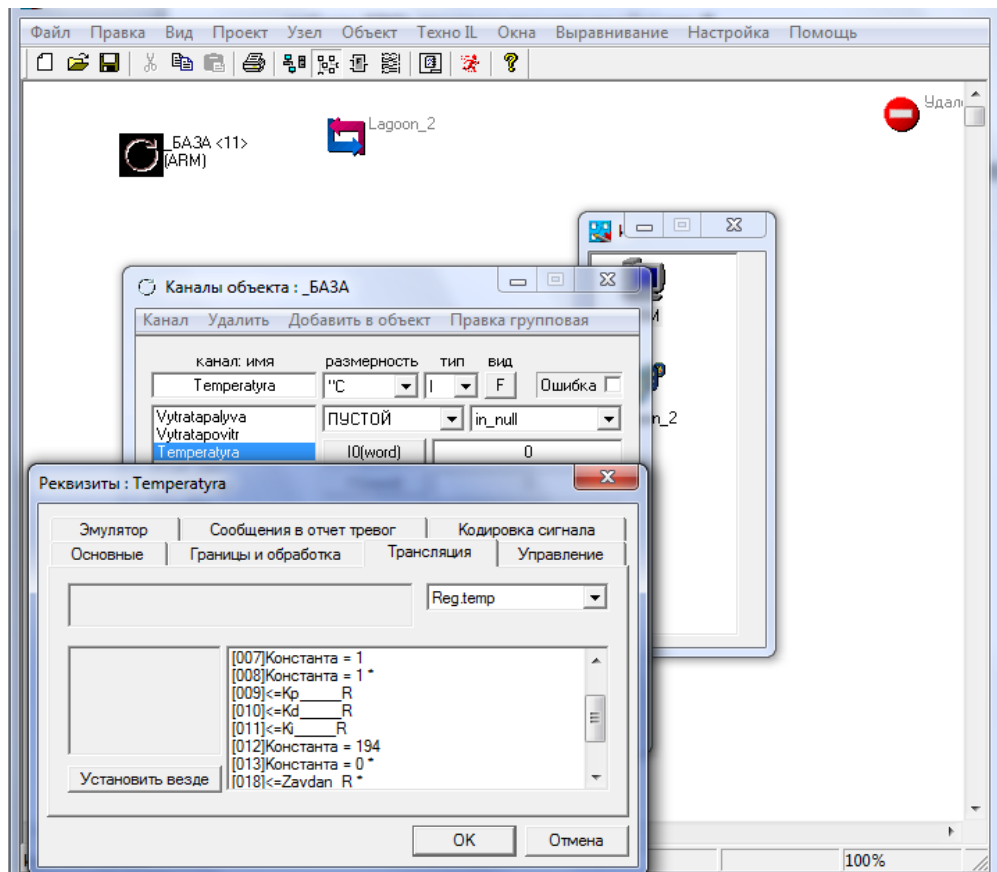 Файл Правка Вид Проект Узел Объект Техно IL Окна Выравнивание Настройка Помощь
_БАЗА <11>
(ARM)
Lagoon_2
Каналы объекта : _БАЗА
Канал Удалить Добавить в объект Правка групповая
канал: имя размерность тип вид
Temperatyra "C I F Ошибка
Vytratapalyva ПУСТОЙ in_null
Vytratapovitr
Temperatyra I0(word) 0
Реквизиты : Temperatyra
Эмулятор Сообщения в отчет тревог Кодировка сигнала
Основные Границы и обработка Трансляция Управление
Reg.temp
[007]Константа = 1
[008]Константа = 1 *
[009]<=Kp_____R
[010]<=Kd_____R
[011]<=Ki_____R
[012]Константа = 194
[013]Константа = 0 *
[018]<=Zavdan_R *
Установить везде
OK Отмена
100%